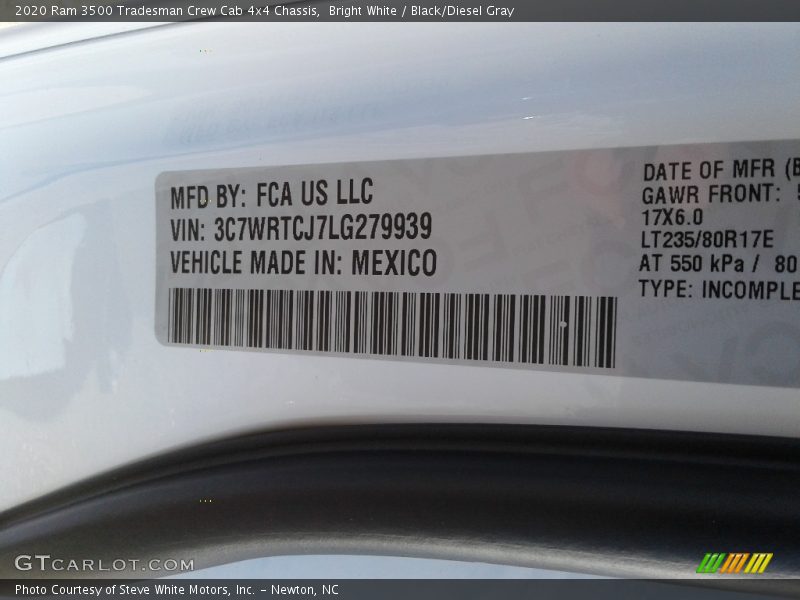 2020 Ram 3500 Tradesman Crew Cab 4x4 Chassis, Bright White / Black/Diesel Gray
MFD BY: FCA US LLC
VIN: 3C7WRTCJ7LG279939
VEHICLE MADE IN: MEXICO
DATE OF MFR (B
GAWR FRONT:
17X6.0
LT235/80R17E
AT 550 kPa / 80
TYPE: INCOMPLE
GTCARLOT.COM
Photo Courtesy of Steve White Motors, Inc. – Newton, NC